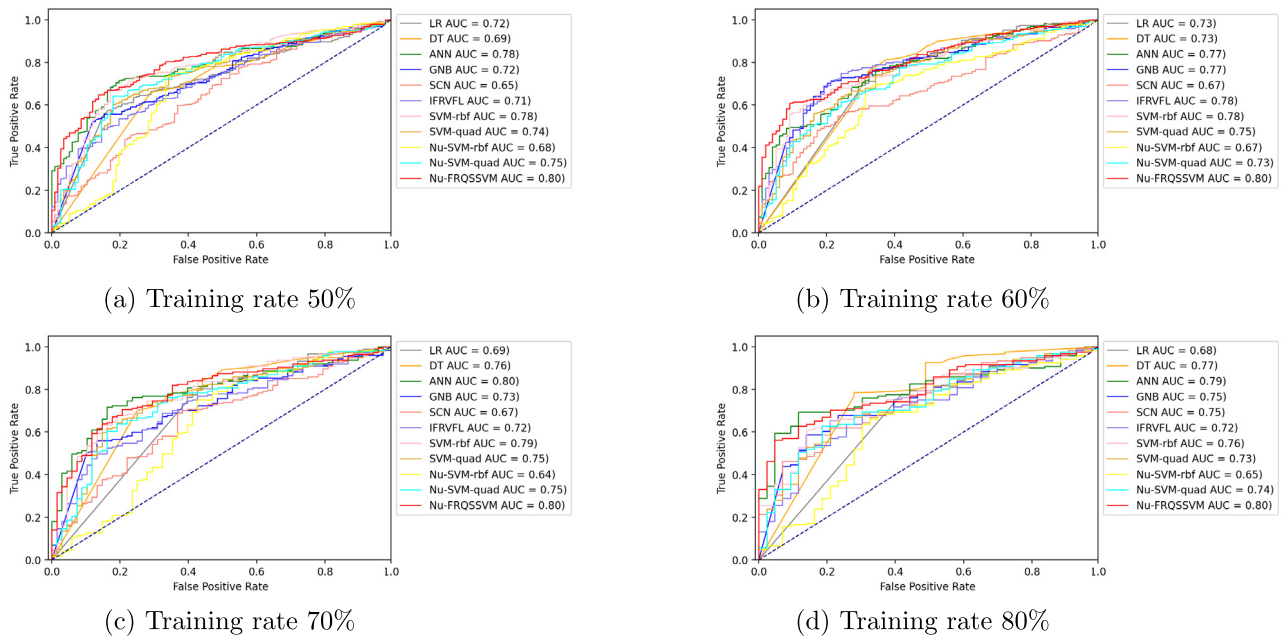 1.0
0.8
0.6
0.4
0.2
0.0
True Positive Rate
0.0 0.2 0.4 0.6 0.8 1.0
False Positive Rate
LR AUC = 0.72)
DT AUC = 0.69)
ANN AUC = 0.78)
GNB AUC = 0.72)
SCN AUC = 0.65)
IFRVFL AUC = 0.71)
SVM-rbf AUC = 0.78)
SVM-quad AUC = 0.74)
Nu-SVM-rbf AUC = 0.68)
Nu-SVM-quad AUC = 0.75)
Nu-FRQSSVM AUC = 0.80)
(a) Training rate 50%
1.0
0.8
0.6
0.4
0.2
0.0
True Positive Rate
0.0 0.2 0.4 0.6 0.8 1.0
False Positive Rate
LR AUC = 0.73)
DT AUC = 0.73)
ANN AUC = 0.77)
GNB AUC = 0.77)
SCN AUC = 0.67)
IFRVFL AUC = 0.78)
SVM-rbf AUC = 0.78)
SVM-quad AUC = 0.75)
Nu-SVM-rbf AUC = 0.67)
Nu-SVM-quad AUC = 0.73)
Nu-FRQSSVM AUC = 0.80)
(b) Training rate 60%
1.0
0.8
0.6
0.4
0.2
0.0
True Positive Rate
0.0 0.2 0.4 0.6 0.8 1.0
False Positive Rate
LR AUC = 0.69)
DT AUC = 0.76)
ANN AUC = 0.80)
GNB AUC = 0.73)
SCN AUC = 0.67)
IFRVFL AUC = 0.72)
SVM-rbf AUC = 0.79)
SVM-quad AUC = 0.75)
Nu-SVM-rbf AUC = 0.64)
Nu-SVM-quad AUC = 0.75)
Nu-FRQSSVM AUC = 0.80)
(c) Training rate 70%
1.0
0.8
0.6
0.4
0.2
0.0
True Positive Rate
0.0 0.2 0.4 0.6 0.8 1.0
False Positive Rate
LR AUC = 0.68)
DT AUC = 0.77)
ANN AUC = 0.79)
GNB AUC = 0.75)
SCN AUC = 0.75)
IFRVFL AUC = 0.72)
SVM-rbf AUC = 0.76)
SVM-quad AUC = 0.73)
Nu-SVM-rbf AUC = 0.65)
Nu-SVM-quad AUC = 0.74)
Nu-FRQSSVM AUC = 0.80)
(d) Training rate 80%